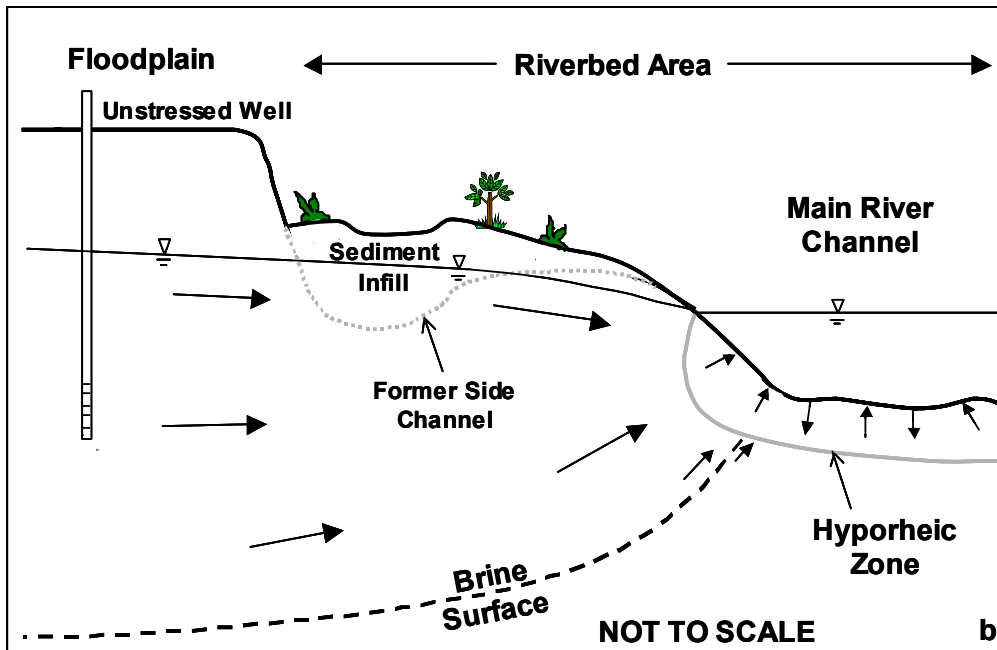 Floodplain
Riverbed Area
Unstressed Well
Main River
Channel
Sediment
Infill
Former Side
Channel
Hyporheic
Zone
Brine
Surface
NOT TO SCALE
b